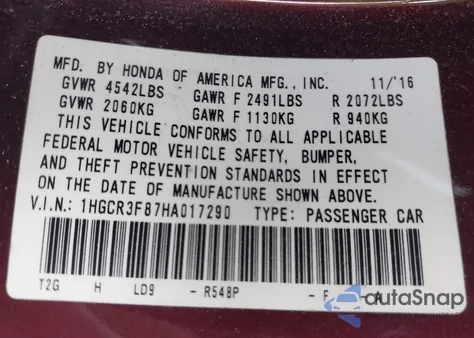 MFD. BY HONDA OF AMERICA MFG., INC. 11/'16
GVWR 4542LBS GAWR F 2491LBS R 2072LBS
GVWR 2060KG GAWR F 1130KG R 940KG
THIS VEHICLE CONFORMS TO ALL APPLICABLE
FEDERAL MOTOR VEHICLE SAFETY, BUMPER,
AND THEFT PREVENTION STANDARDS IN EFFECT
ON THE DATE OF MANUFACTURE SHOWN ABOVE.
V.I.N.: 1HGCR3F87HA017290 TYPE: PASSENGER CAR
T2G H LD9 - R548P - F
autoSnap